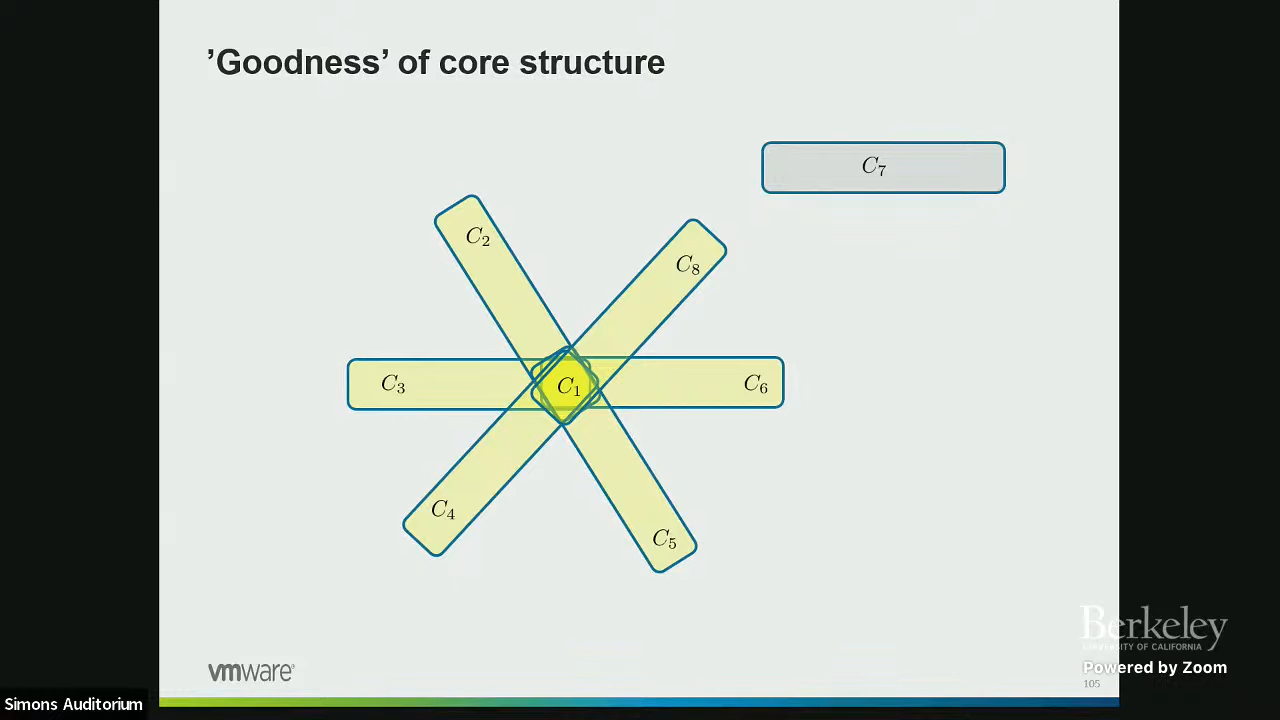 ’Goodness’ of core structure
C₇
C₂
C₈
C₁
C₃
C₆
C₄
C₅
Berkeley
UNIVERSITY OF CALIFORNIA
Powered by Zoom
vmware®
105
Simons Auditorium